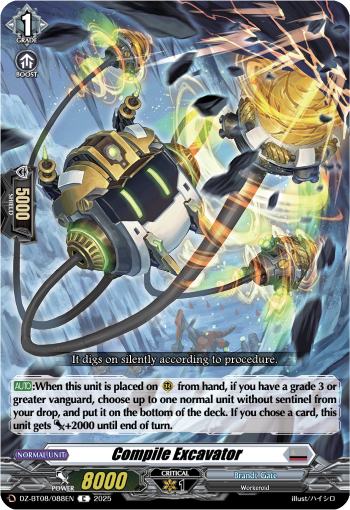 1
GRADE
BOOST
5000
SHIELD
It digs on silently according to procedure.
AUTO:When this unit is placed on from hand, if you have a grade 3 or
greater vanguard, choose up to one normal unit without sentinel from
your drop, and put it on the bottom of the deck. If you chose a card, this
unit gets +2000 until end of turn.
NORMAL UNIT
Compile Excavator
POWER 8000
CRITICAL
1
Brandt Gate
Workeroid
DZ-BT08/088EN C 2025
illust/ハイシロ